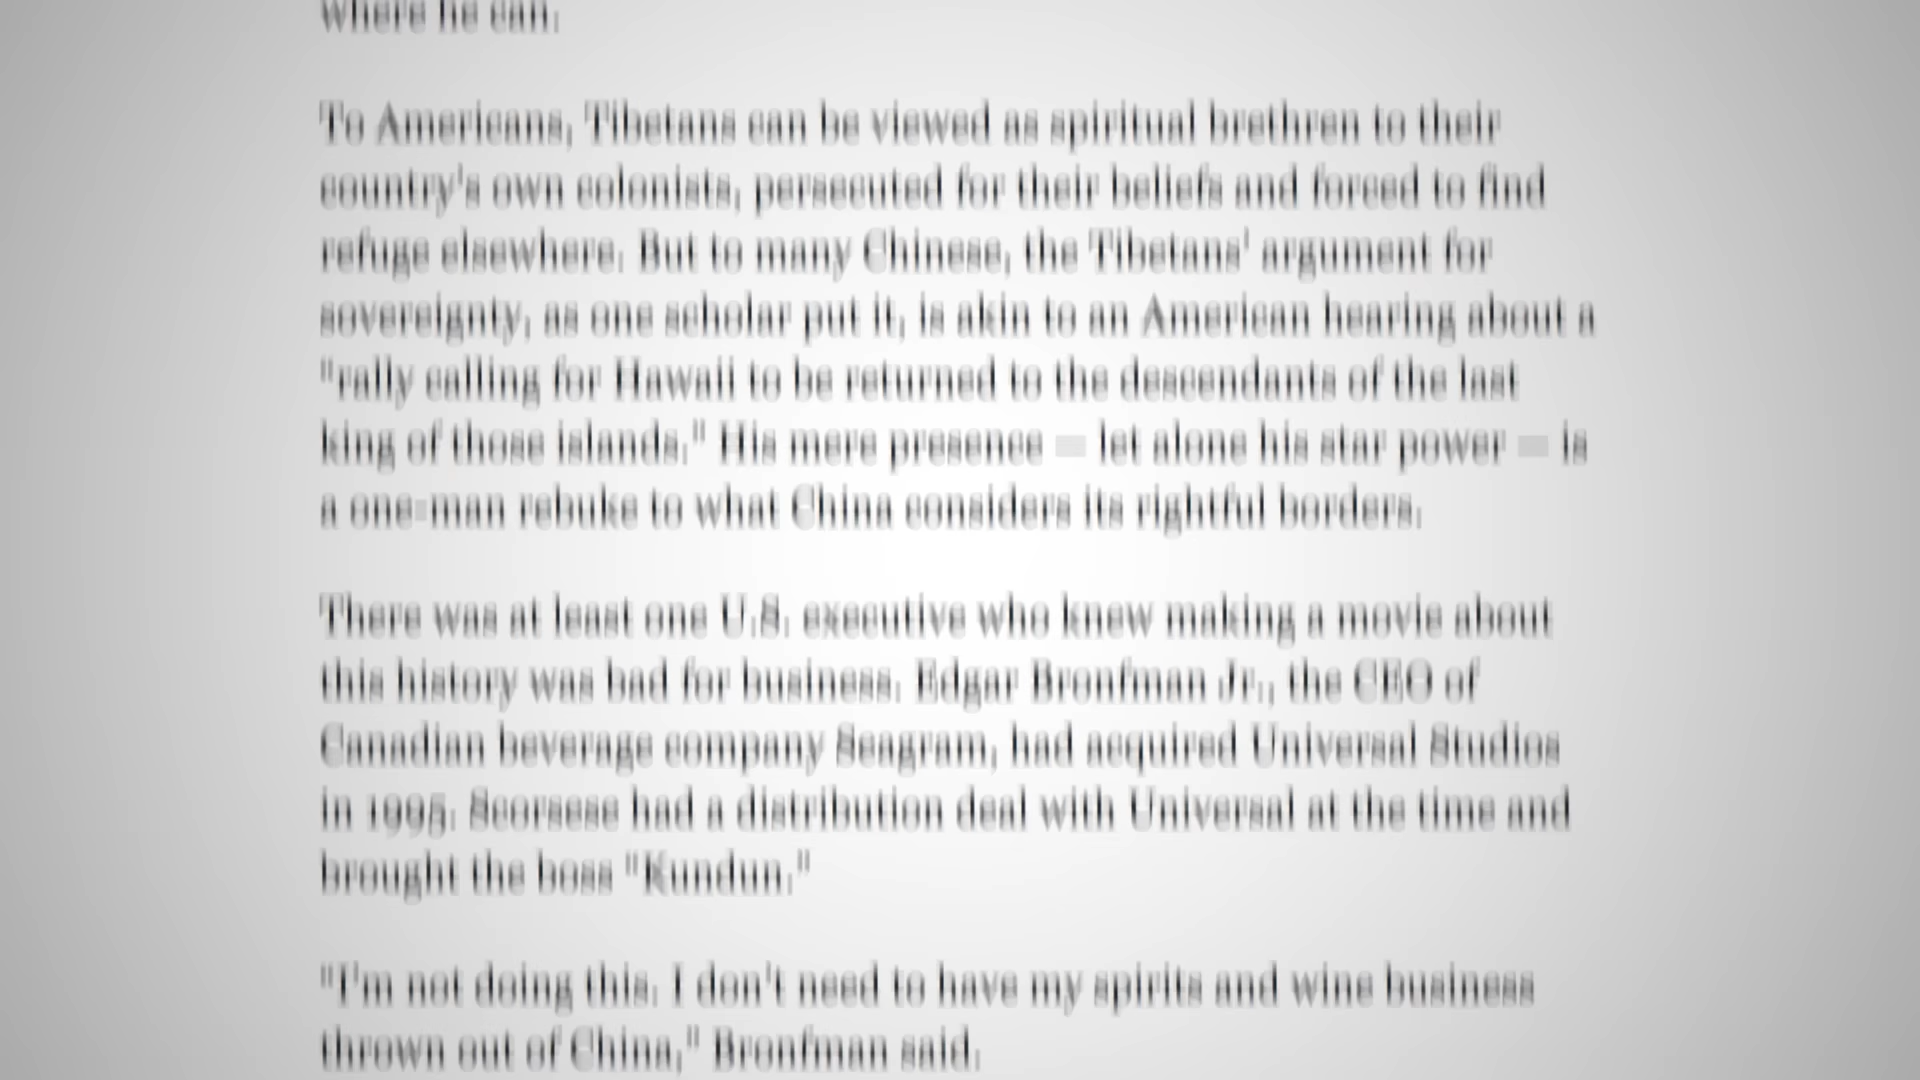 where he can.
To Americans, Tibetans can be viewed as spiritual brethren to their
country's own colonists, persecuted for their beliefs and forced to find
refuge elsewhere. But to many Chinese, the Tibetans' argument for
sovereignty, as one scholar put it, is akin to an American hearing about a
"rally calling for Hawaii to be returned to the descendants of the last
king of those islands." His mere presence — let alone his star power — is
a one-man rebuke to what China considers its rightful borders.
There was at least one U.S. executive who knew making a movie about
this history was bad for business. Edgar Bronfman Jr., the CEO of
Canadian beverage company Seagram, had acquired Universal Studios
in 1995. Scorsese had a distribution deal with Universal at the time and
brought the boss "Kundun."
"I'm not doing this. I don't need to have my spirits and wine business
thrown out of China," Bronfman said.